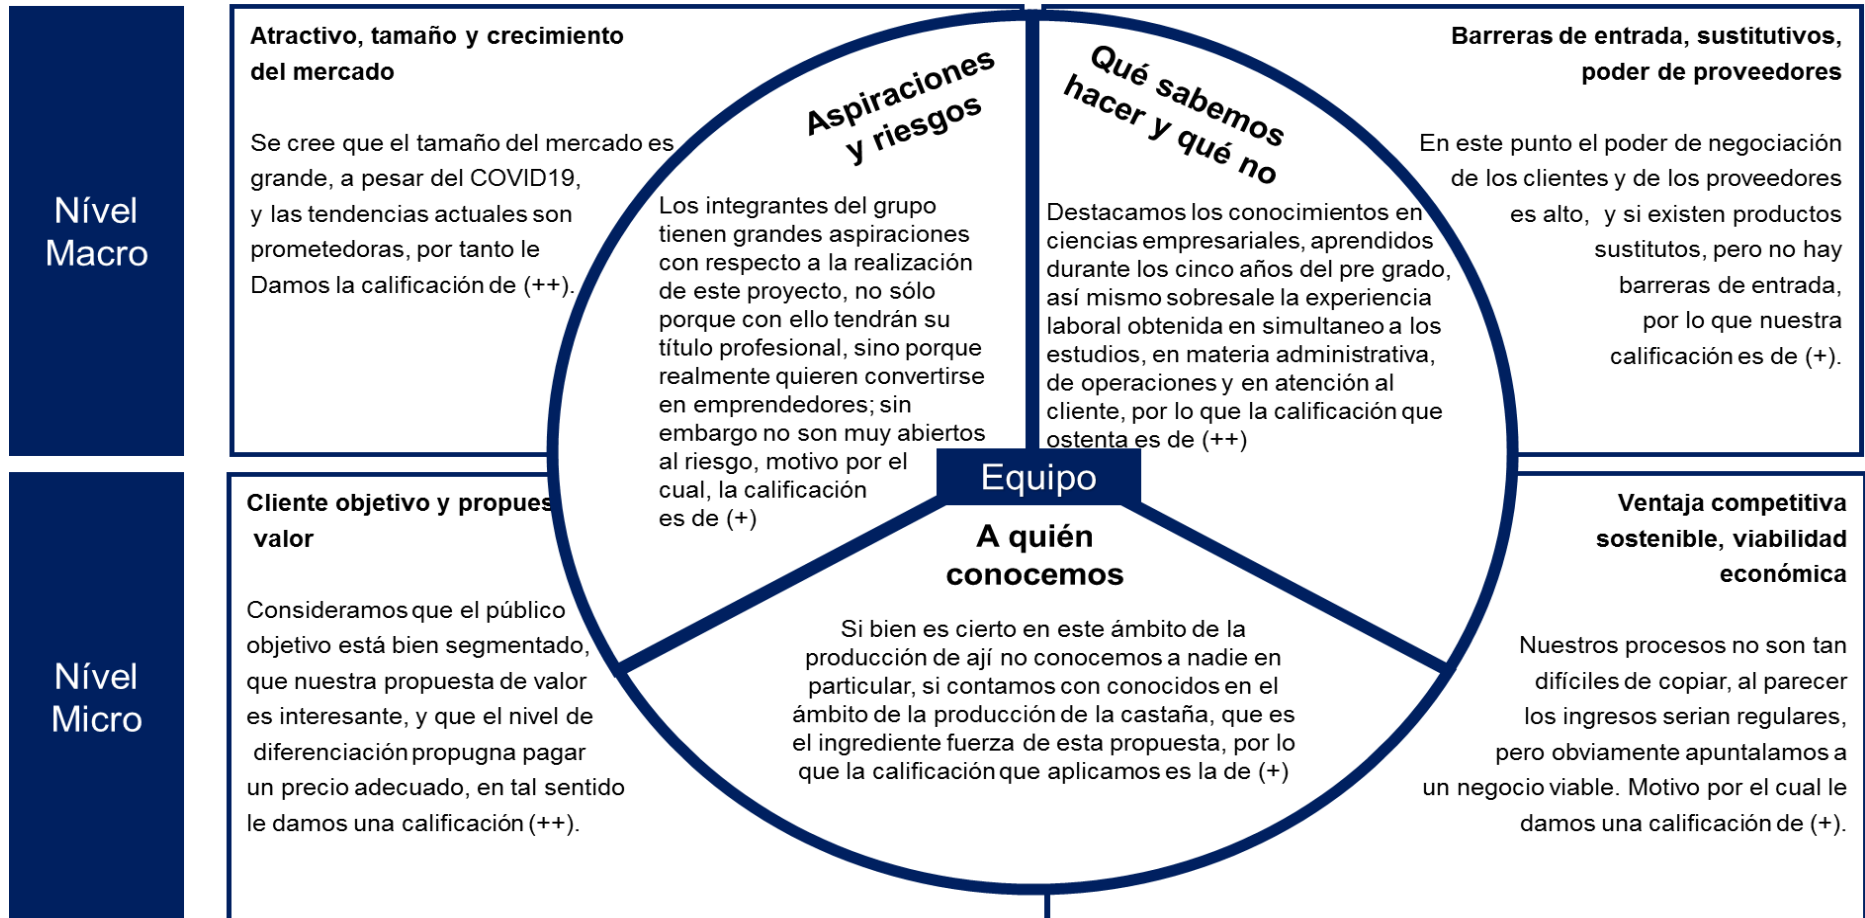 Nível
Macro
Atractivo, tamaño y crecimiento
del mercado
Se cree que el tamaño del mercado es
grande, a pesar del COVID19,
y las tendencias actuales son
prometedoras, por tanto le
Damos la calificación de (++).
Aspiraciones
y riesgos
Los integrantes del grupo
tienen grandes aspiraciones
con respecto a la realización
de este proyecto, no sólo
porque con ello tendrán su
título profesional, sino porque
realmente quieren convertirse
en emprendedores; sin
embargo no son muy abiertos
al riesgo, motivo por el
cual, la calificación
es de (+)
Qué sabemos
hacer y qué no
Destacamos los conocimientos en
ciencias empresariales, aprendidos
durante los cinco años del pre grado,
así mismo sobresale la experiencia
laboral obtenida en simultaneo a los
estudios, en materia administrativa,
de operaciones y en atención al
cliente, por lo que la calificación que
ostenta es de (++)
Barreras de entrada, sustitutivos,
poder de proveedores
En este punto el poder de negociación
de los clientes y de los proveedores
es alto, y si existen productos
sustitutos, pero no hay
barreras de entrada,
por lo que nuestra
calificación es de (+).
Equipo
Nível
Micro
Cliente objetivo y propues
valor
Consideramos que el público
objetivo está bien segmentado,
que nuestra propuesta de valor
es interesante, y que el nivel de
diferenciación propugna pagar
un precio adecuado, en tal sentido
le damos una calificación (++).
A quién
conocemos
Si bien es cierto en este ámbito de la
producción de ají no conocemos a nadie en
particular, si contamos con conocidos en el
ámbito de la producción de la castaña, que es
el ingrediente fuerza de esta propuesta, por lo
que la calificación que aplicamos es la de (+)
Ventaja competitiva
sostenible, viabilidad
económica
Nuestros procesos no son tan
difíciles de copiar, al parecer
los ingresos serian regulares,
pero obviamente apuntalamos a
un negocio viable. Motivo por el cual le
damos una calificación de (+).